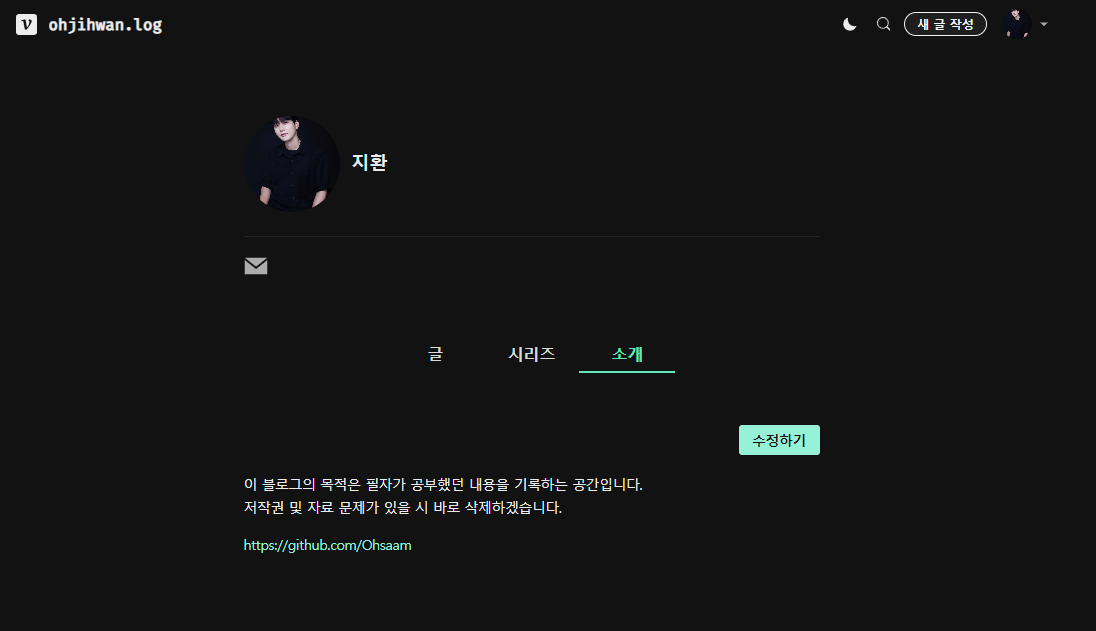 v ohjihwan.log
새 글 작성
지환
글 시리즈 소개
수정하기
이 블로그의 목적은 필자가 공부했던 내용을 기록하는 공간입니다.
저작권 및 자료 문제가 있을 시 바로 삭제하겠습니다.
https://github.com/Ohsaam